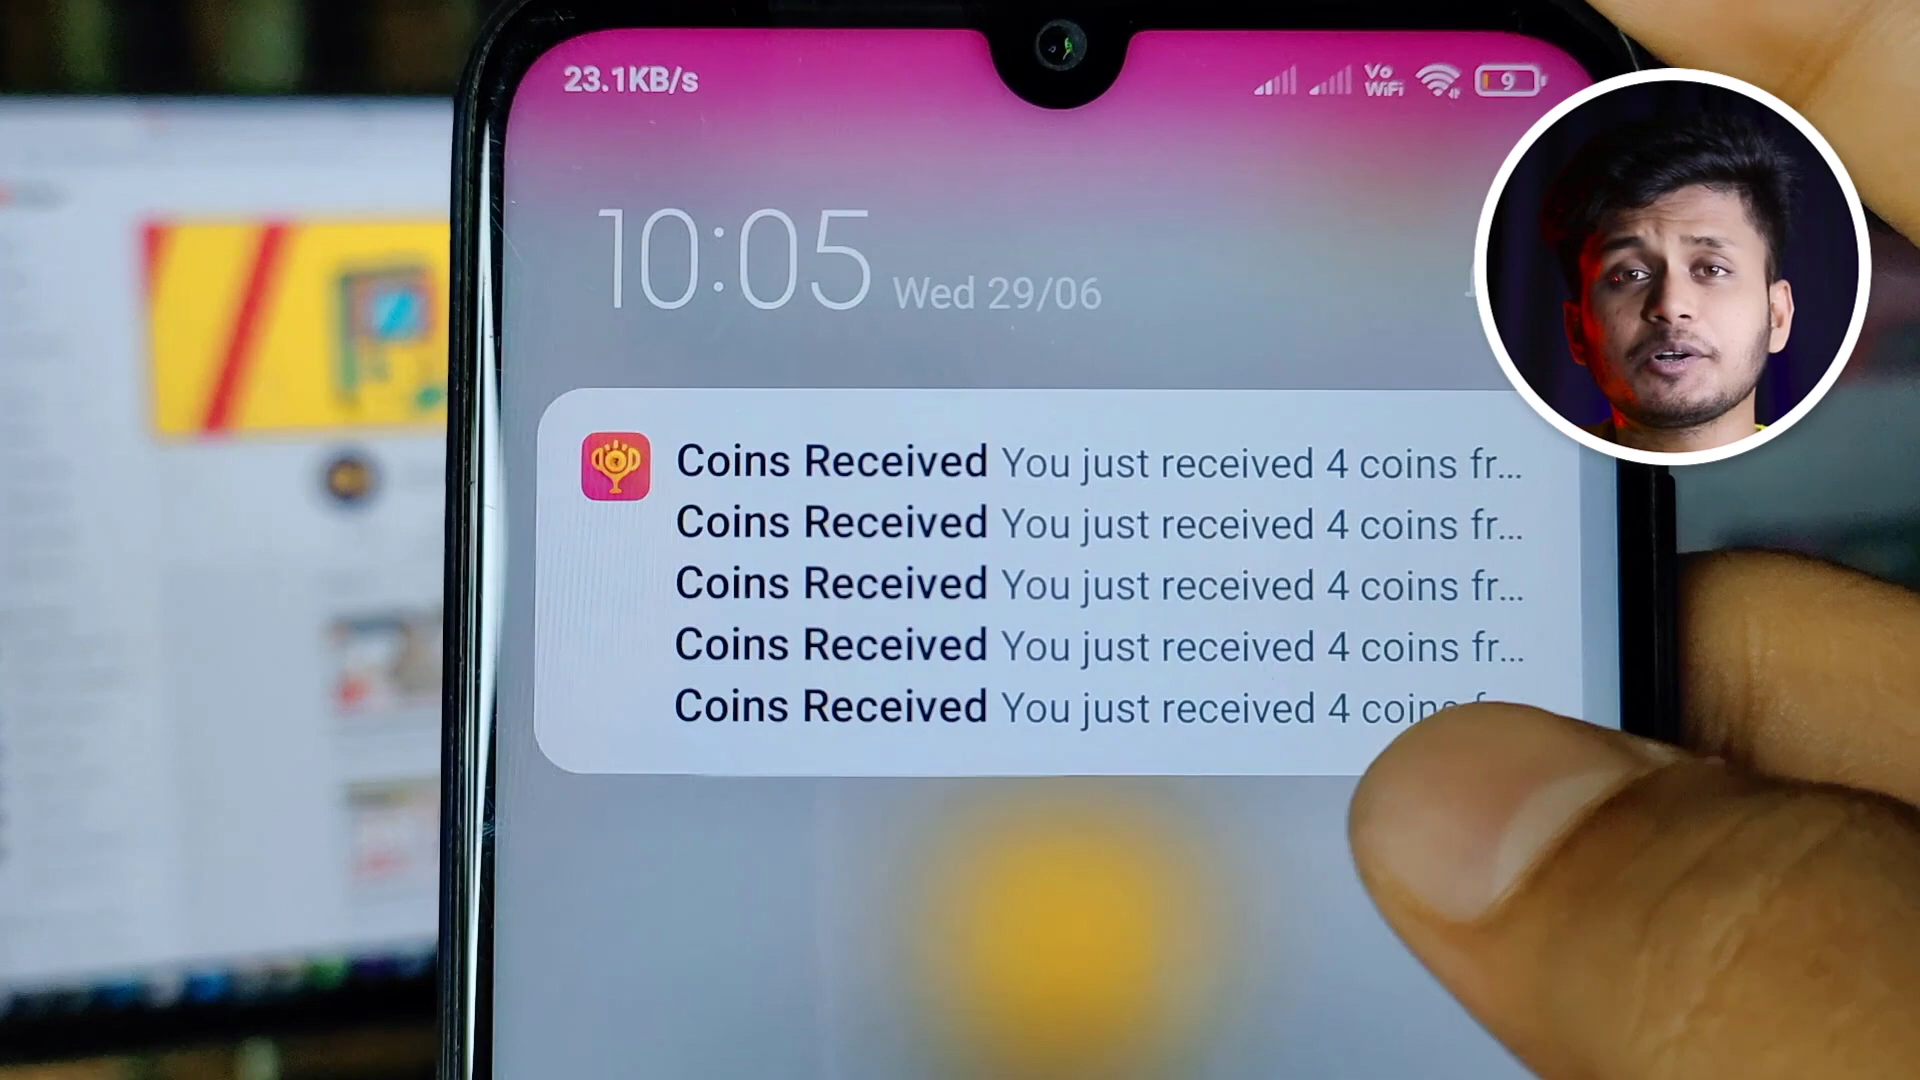 23.1KB/s
Vo
WiFi
9
10:05 Wed 29/06
Coins Received You just received 4 coins fr...
Coins Received You just received 4 coins fr...
Coins Received You just received 4 coins fr...
Coins Received You just received 4 coins fr...
Coins Received You just received 4